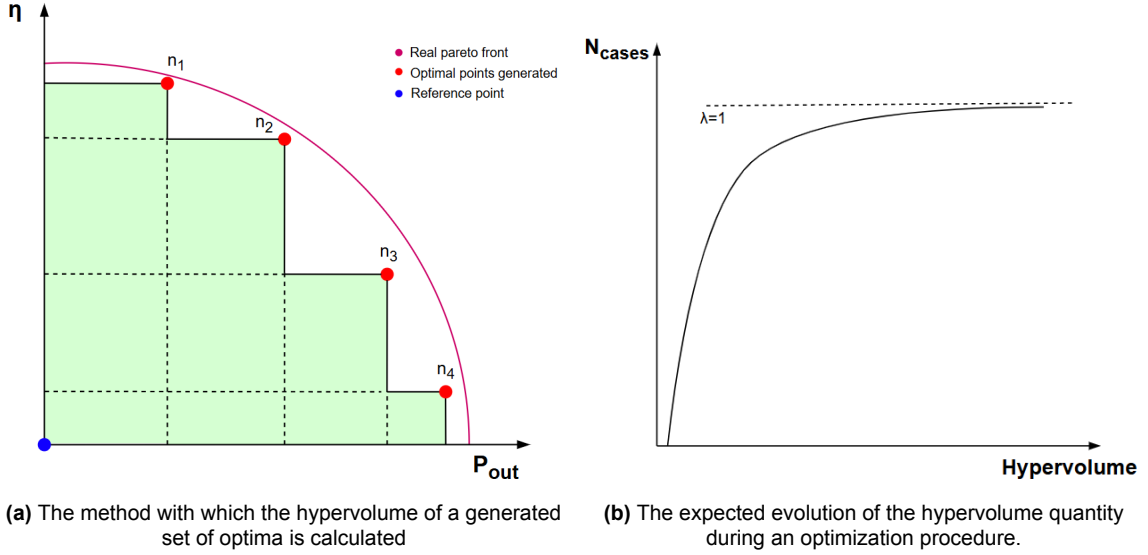 η
n1
n2
n3
n4
Real pareto front
Optimal points generated
Reference point
Pout
(a) The method with which the hypervolume of a generated
set of optima is calculated
Ncases
λ=1
Hypervolume
(b) The expected evolution of the hypervolume quantity
during an optimization procedure.